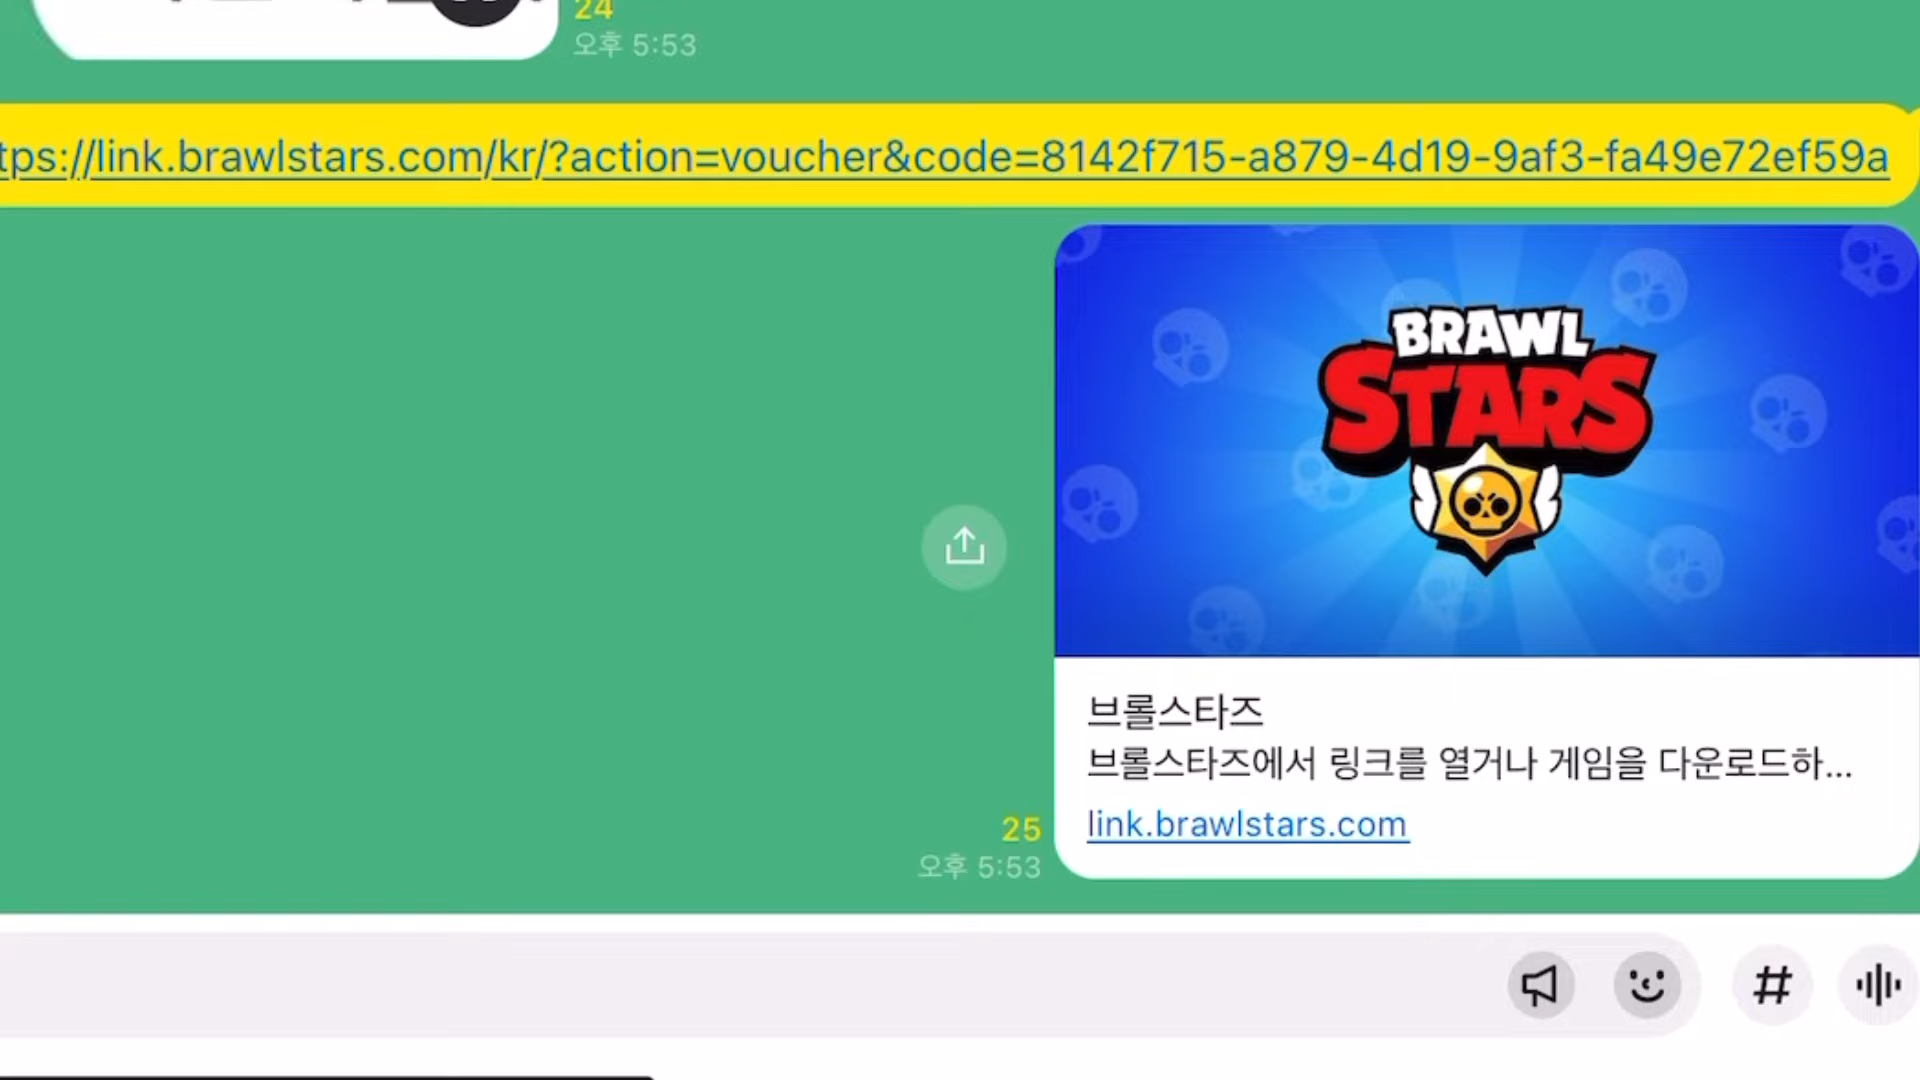 24
오후 5:53
tps://link.brawlstars.com/kr/?action=voucher&code=8142f715-a879-4d19-9af3-fa49e72ef59a
BRAWL
STARS
브롤스타즈
브롤스타즈에서 링크를 열거나 게임을 다운로드하...
link.brawlstars.com
25
오후 5:53
#